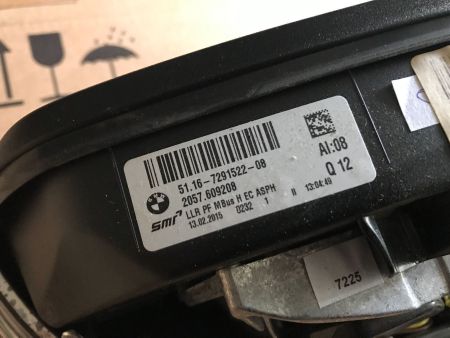 BMW
51.16-7291522-08
2057.609208
AI:08
Q 12
smr
LLR PF MBus H EC ASPH
13.02.2015 0232 1 II 13:04:49
7225